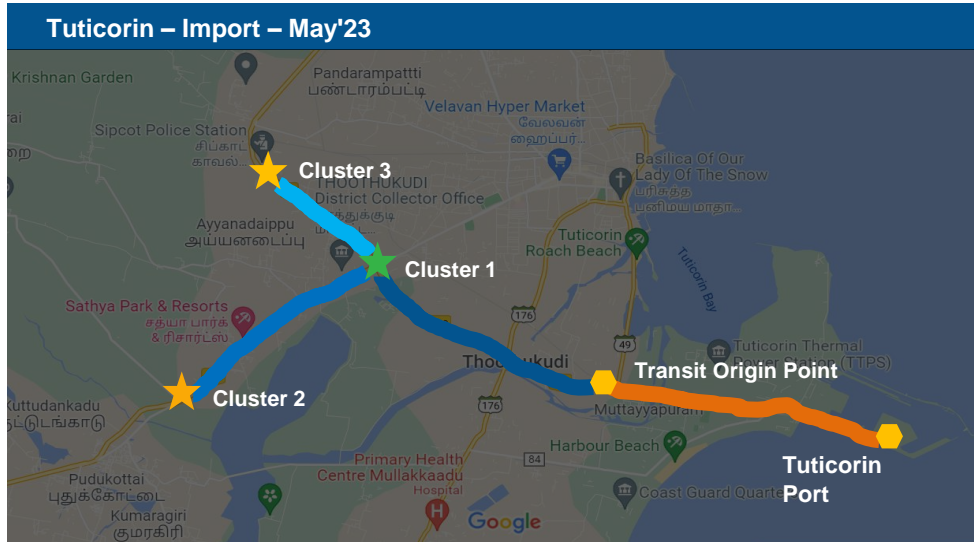 Tuticorin – Import – May'23
Krishnan Garden
Pandarampattti
பண்டாரம்பட்டி
Velavan Hyper Market
வேலவன்
ஹைப்பர்...
Sipcot Police Station
சிப்காட்
காவல்...
Cluster 3
THOOTHUKUDI
District Collector Office
Basilica Of Our
Lady Of The Snow
பரிசுத்த
பனிமய மாதா...
Ayyanadaippu
அய்யனடைப்பு
Tuticorin
Roach Beach
Tuticorin Bay
Cluster 1
Sathya Park & Resorts
சத்யா பார்க்
& ரிசார்ட்ஸ்
176
49
Tuticorin Thermal
Power Station (TTPS)
Thoothukudi
Transit Origin Point
Cluster 2
176
Muttayyapuram
Kuttudankadu
Harbour Beach
84
Primary Health
Centre Mullakkaadu
Hospital
H
Tuticorin
Port
Pudukottai
புதுக்கோட்டை
Coast Guard Quarte
Kumaragiri
குமரகிரி
Google